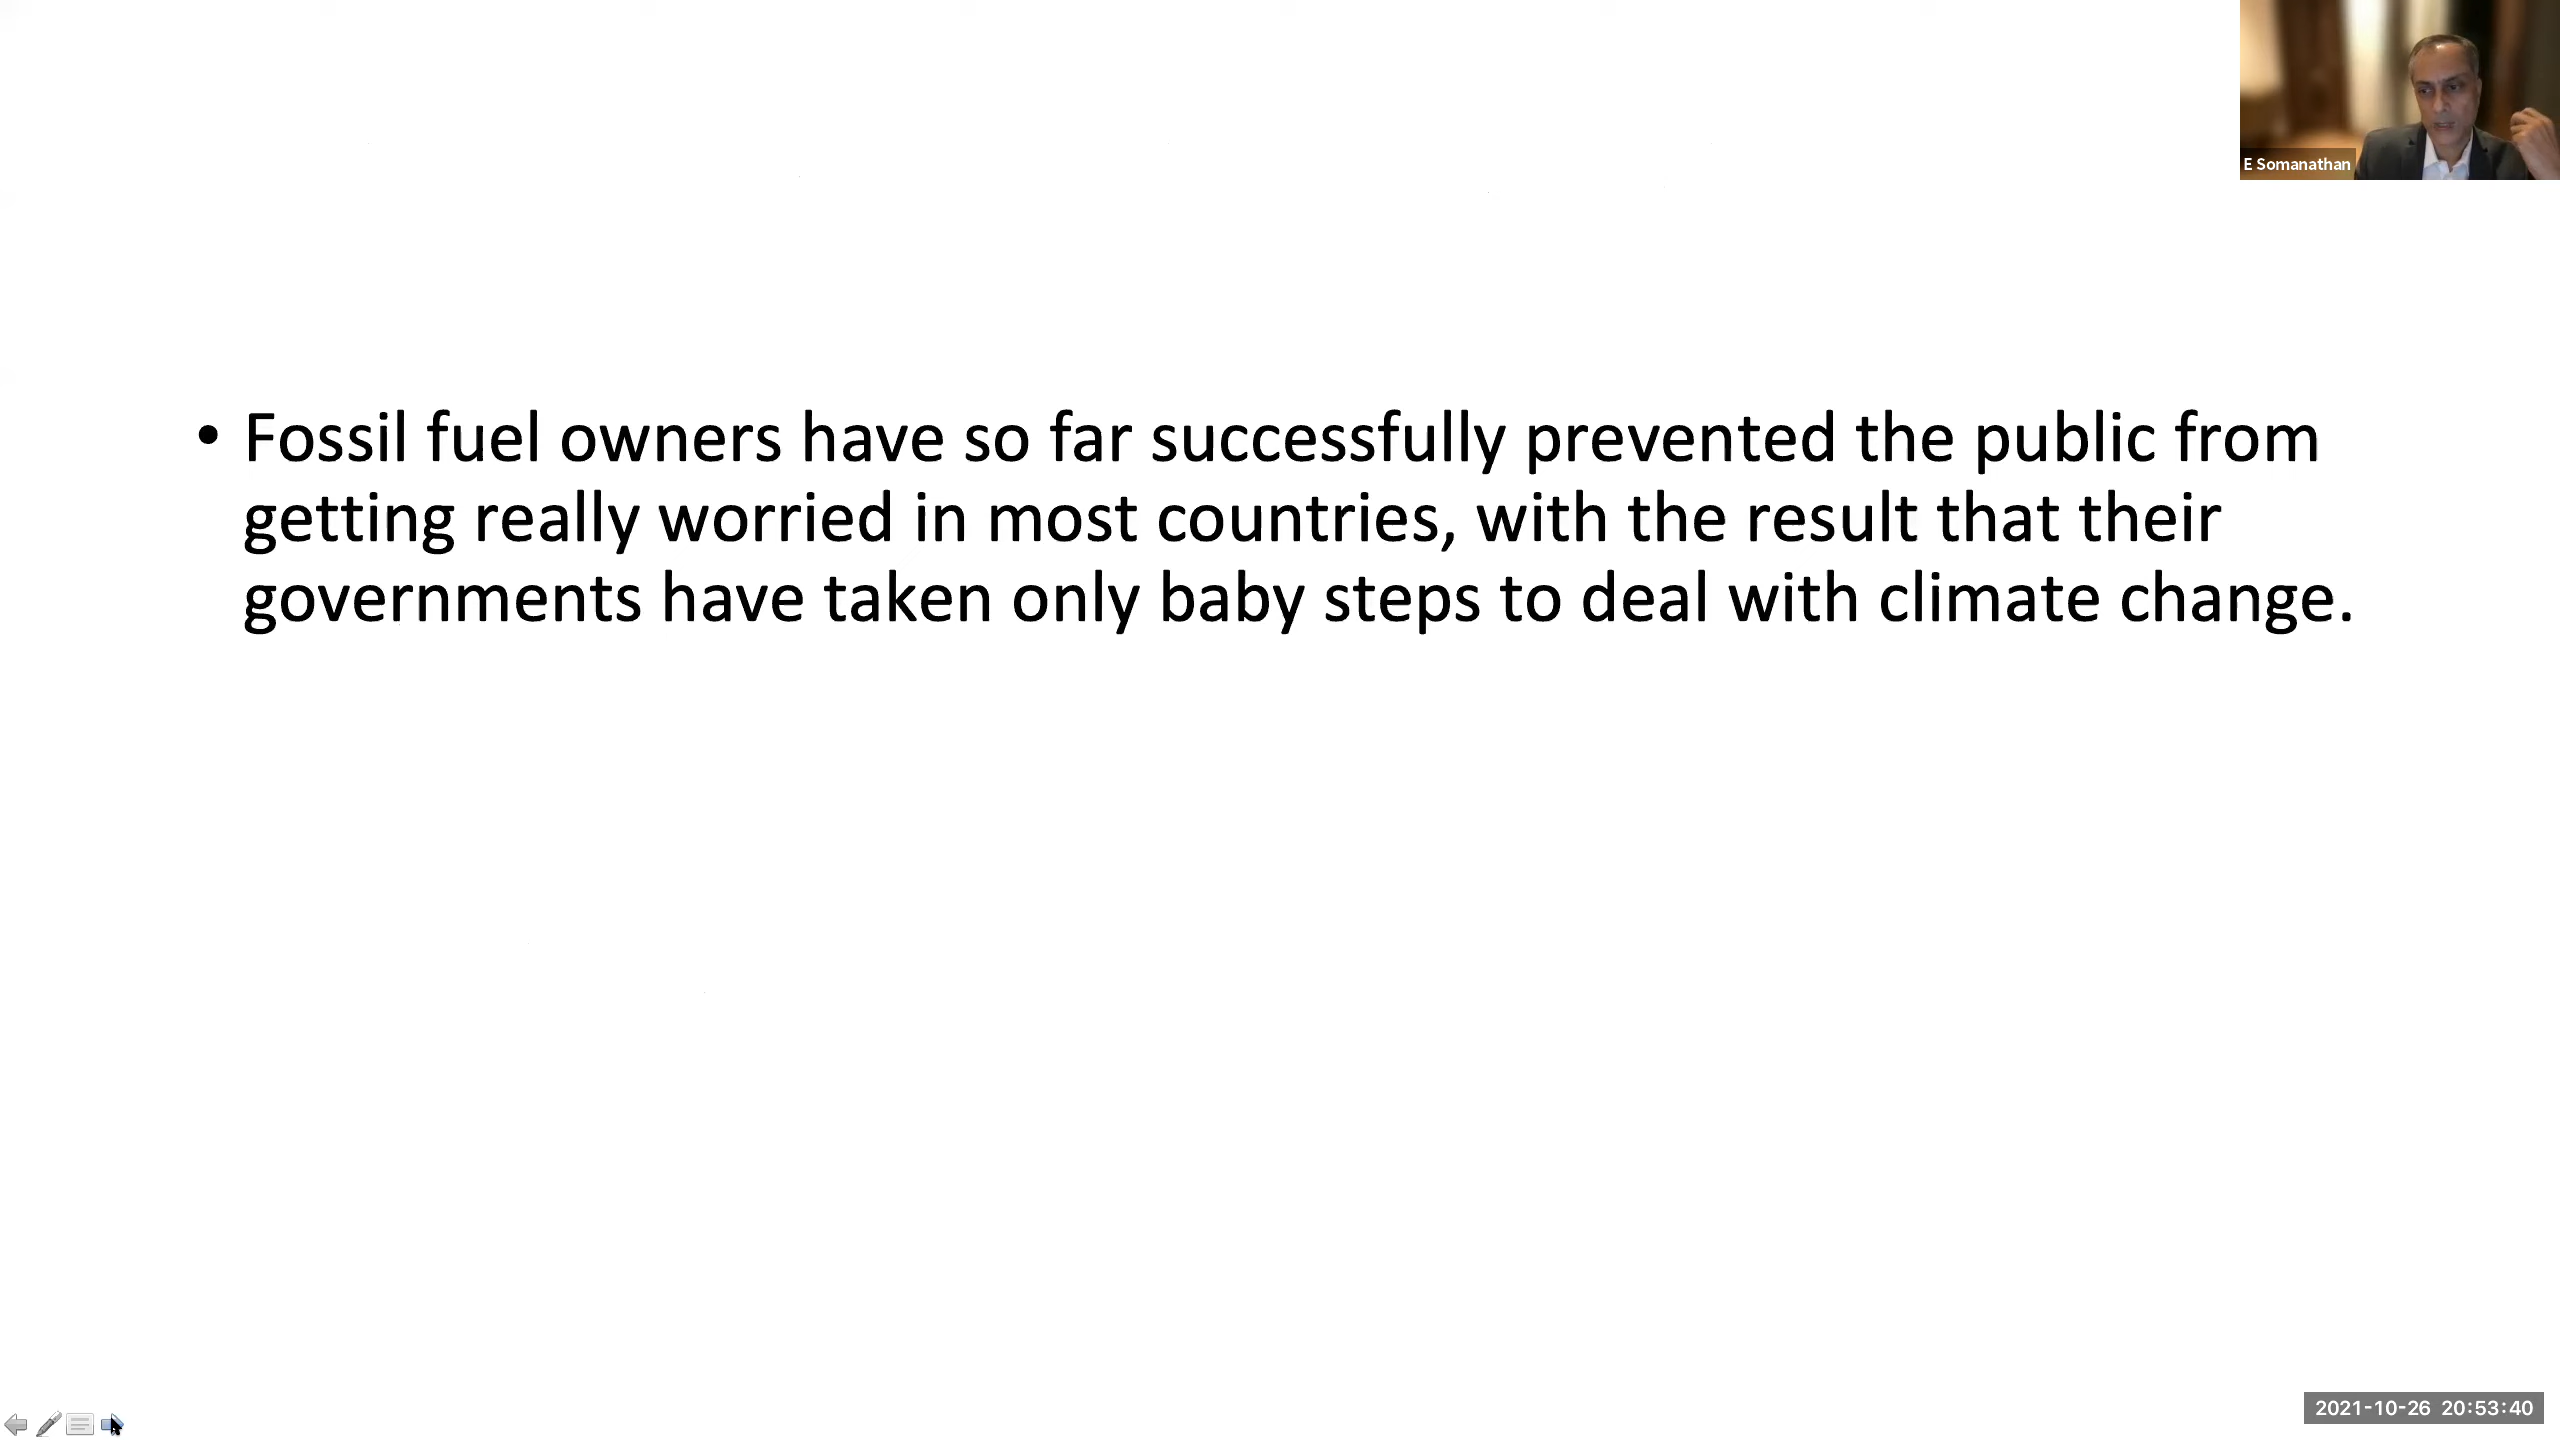 E Somanathan
• Fossil fuel owners have so far successfully prevented the public from
getting really worried in most countries, with the result that their
governments have taken only baby steps to deal with climate change.
2021-10-26 20:53:40